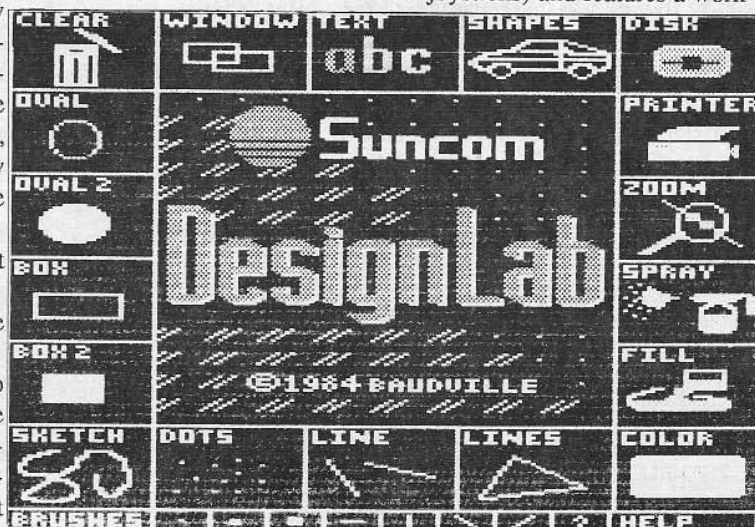 CLEAR WINDOW TEXT SHAPES DISK
abc
OVAL
PRINTER
Suncom
OVAL 2
ZOOM
DesignLab
BOX
SPRAY
BOX 2
FILL
©1984 BAUDVILLE
SKETCH DOTS LINE LINES COLOR
BRUSHES ? HELP